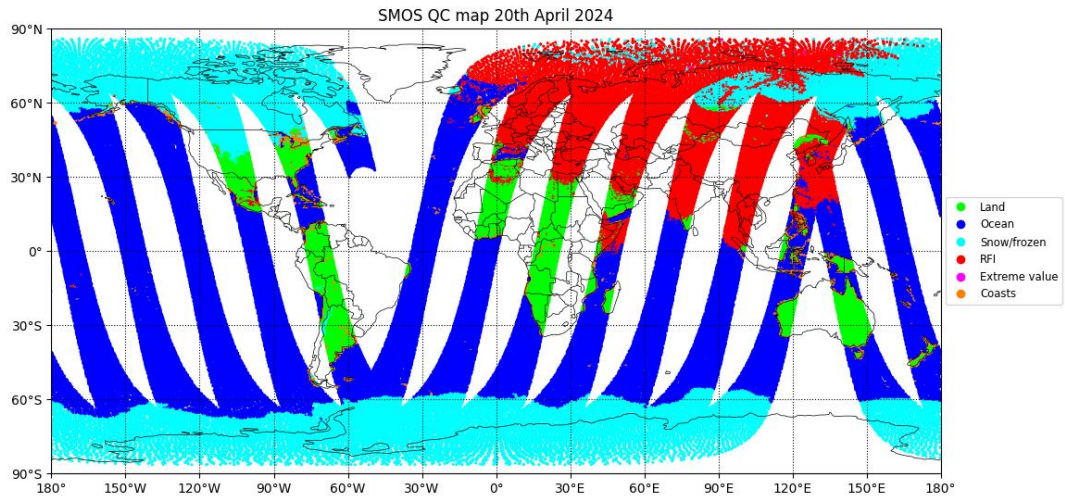 SMOS QC map 20th April 2024
90°N
60°N
30°N
0°
30°S
60°S
90°S
180°
150°W
120°W
90°W
60°W
30°W
0°
30°E
60°E
90°E
120°E
150°E
180°
Land
Ocean
Snow/frozen
RFI
Extreme value
Coasts